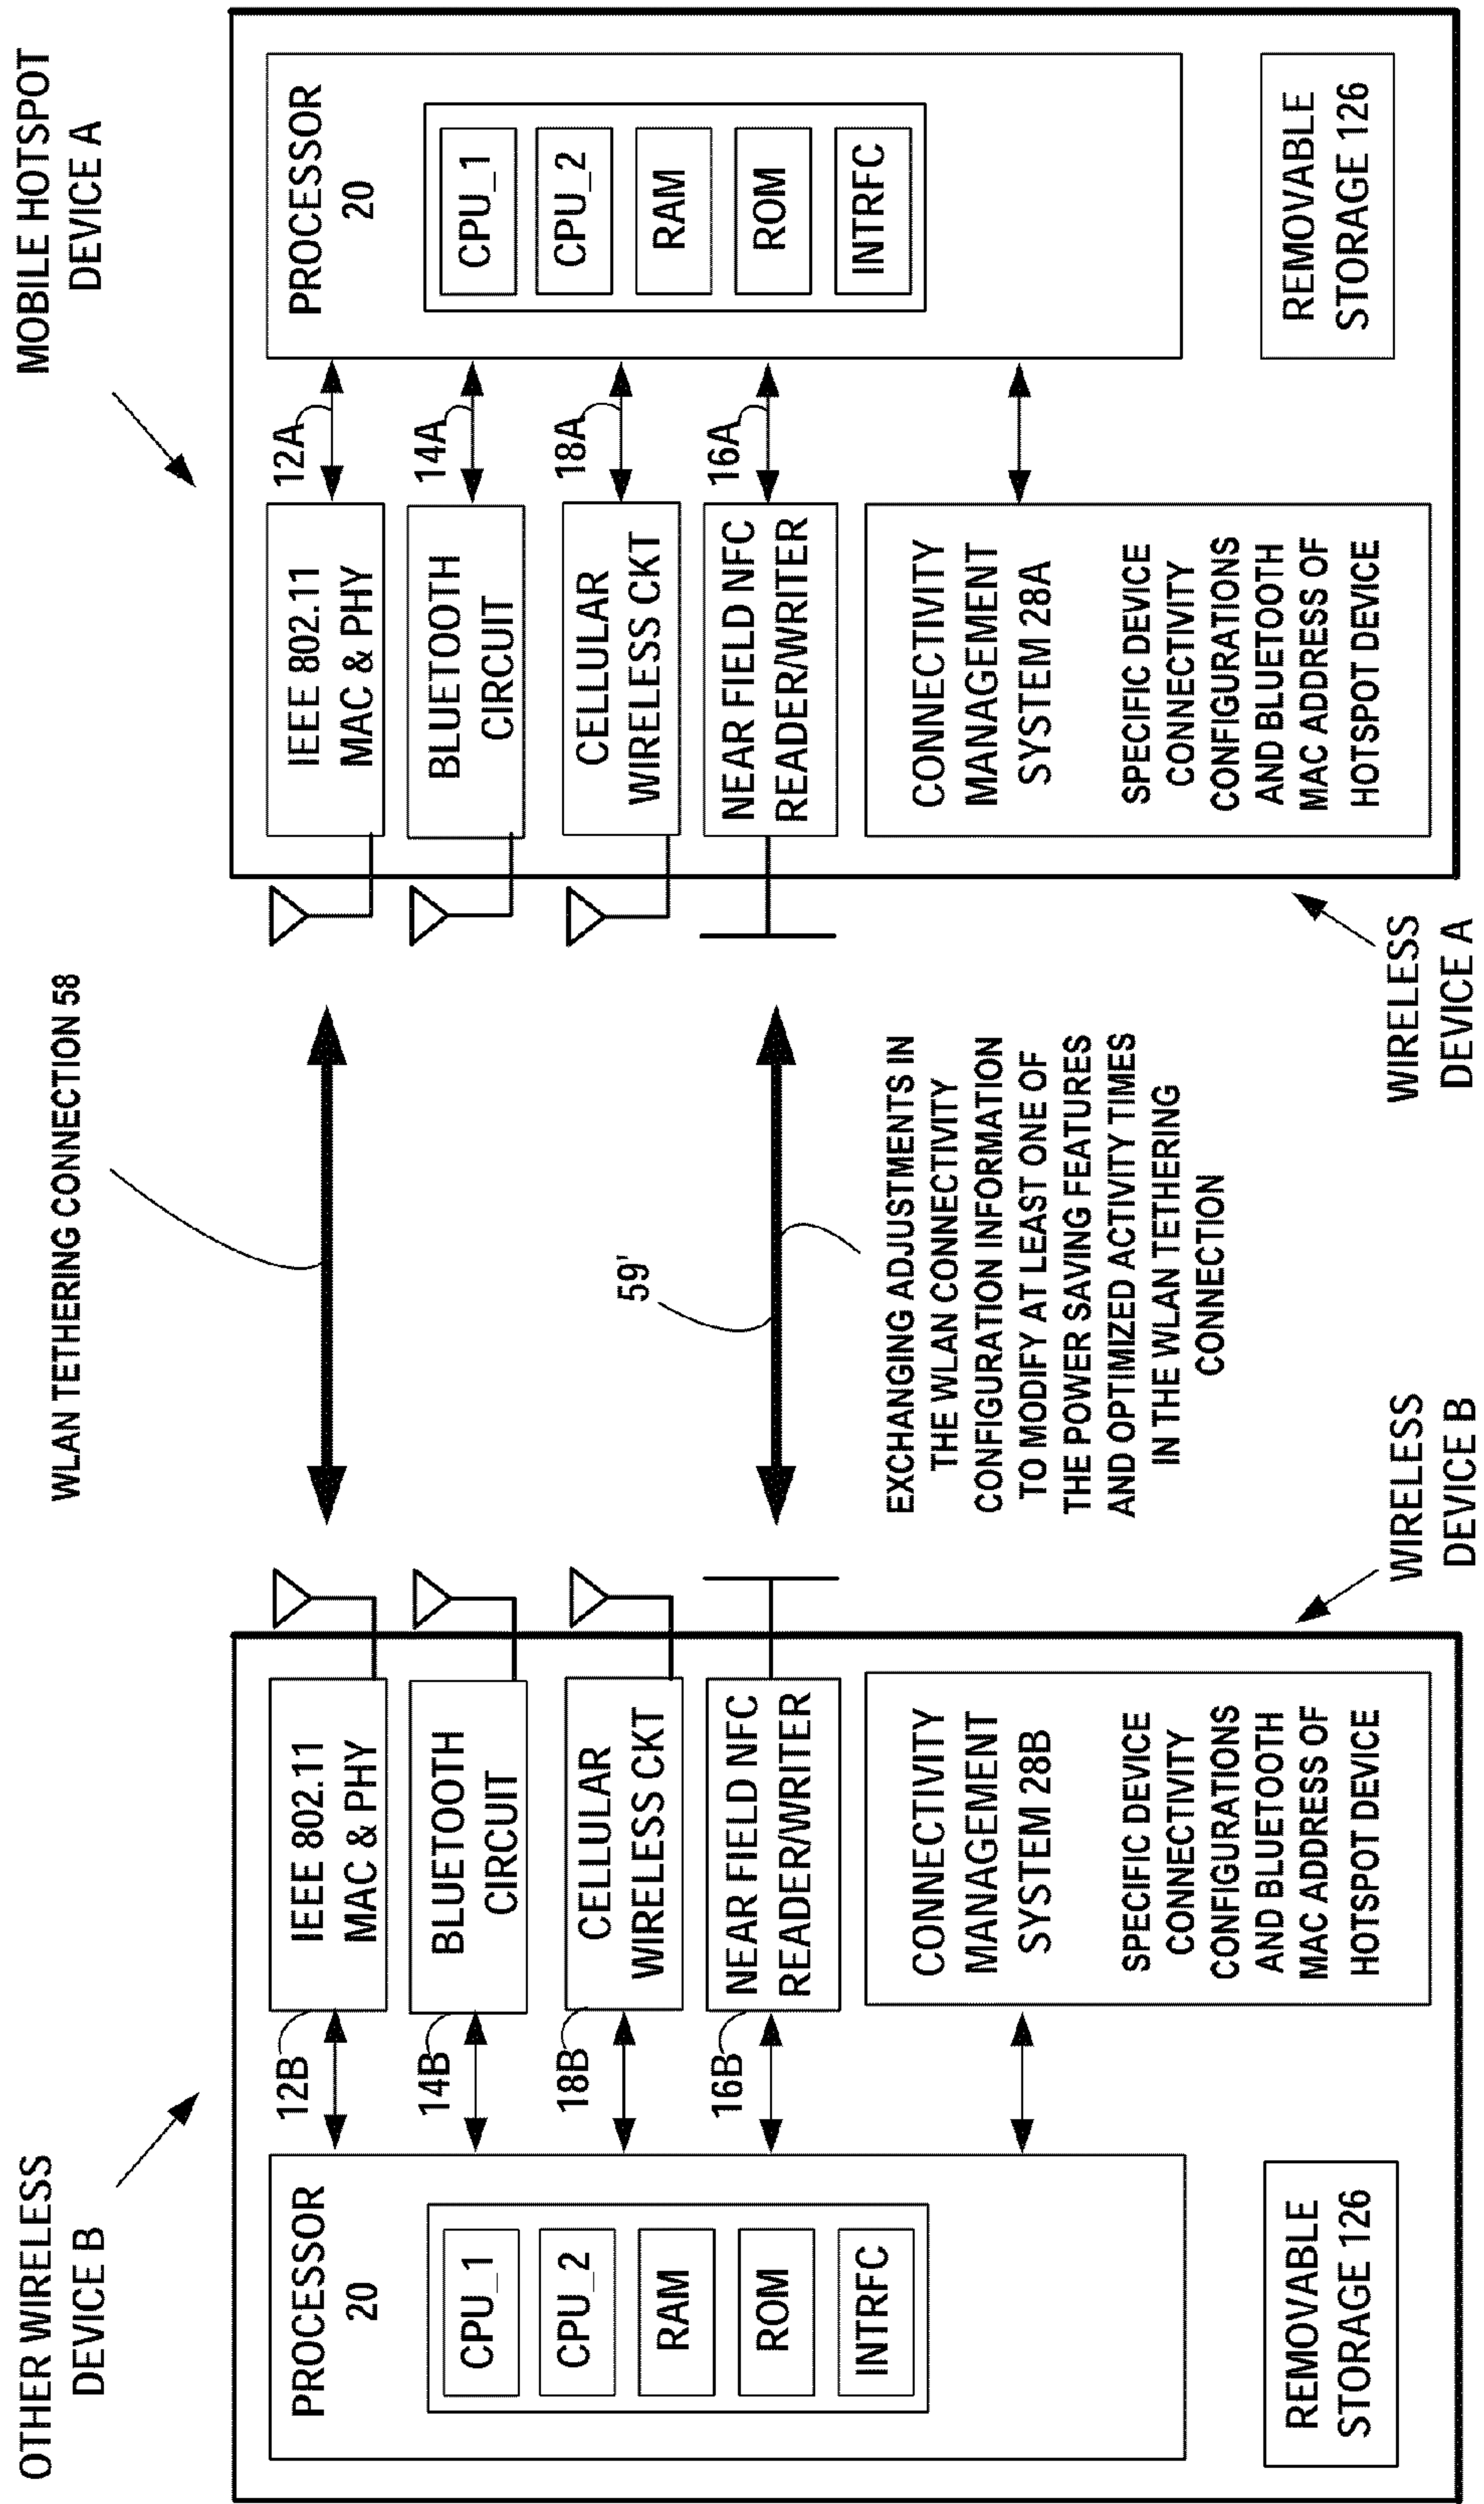 OTHER WIRELESS
DEVICE B
PROCESSOR
20
CPU_1
CPU_2
RAM
ROM
INTRFC
REMOVABLE
STORAGE 126
12B
14B
18B
16B
IEEE 802.11
MAC & PHY
BLUETOOTH
CIRCUIT
CELLULAR
WIRELESS CKT
NEAR FIELD NFC
READER/WRITER
CONNECTIVITY
MANAGEMENT
SYSTEM 28B
SPECIFIC DEVICE
CONNECTIVITY
CONFIGURATIONS
AND BLUETOOTH
MAC ADDRESS OF
HOTSPOT DEVICE
WIRELESS
DEVICE B
WLAN TETHERING CONNECTION 58
59'
EXCHANGING ADJUSTMENTS IN
THE WLAN CONNECTIVITY
CONFIGURATION INFORMATION
TO MODIFY AT LEAST ONE OF
THE POWER SAVING FEATURES
AND OPTIMIZED ACTIVITY TIMES
IN THE WLAN TETHERING
CONNECTION
MOBILE HOTSPOT
DEVICE A
IEEE 802.11
MAC & PHY
BLUETOOTH
CIRCUIT
CELLULAR
WIRELESS CKT
NEAR FIELD NFC
READER/WRITER
CONNECTIVITY
MANAGEMENT
SYSTEM 28A
SPECIFIC DEVICE
CONNECTIVITY
CONFIGURATIONS
AND BLUETOOTH
MAC ADDRESS OF
HOTSPOT DEVICE
12A
14A
18A
16A
PROCESSOR
20
CPU_1
CPU_2
RAM
ROM
INTRFC
REMOVABLE
STORAGE 126
WIRELESS
DEVICE A